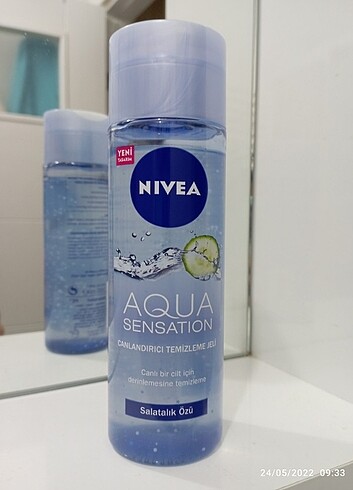 YENİ
TASARIM
NIVEA
AQUA
SENSATION
CANLANDIRICI TEMİZLEME JELİ
Canlı bir cilt için
derinlemesine temizleme
Salatalık Özü
24/05/2022 09:33